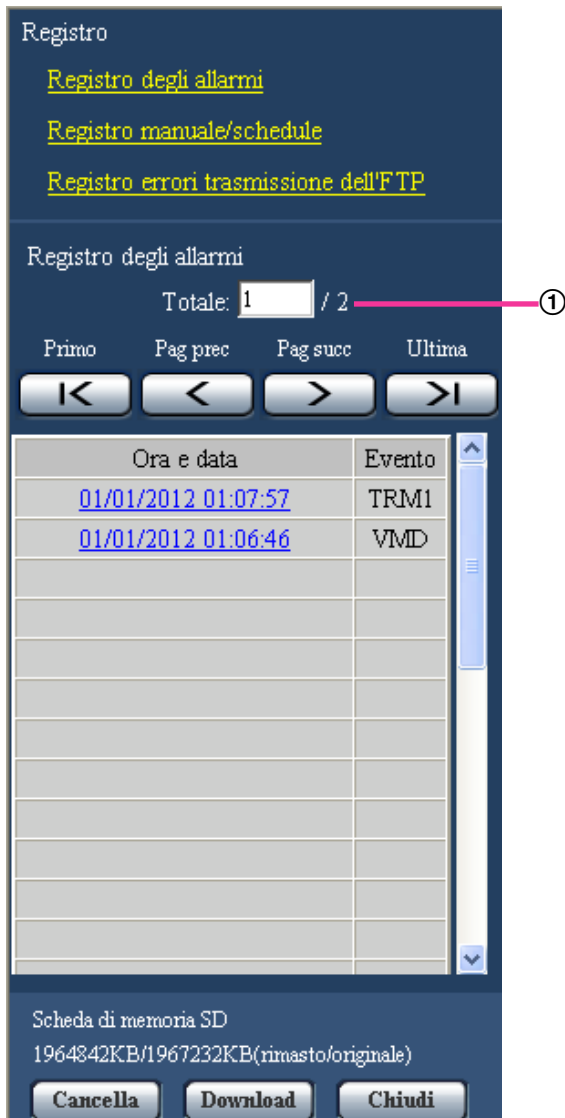 Registro
Registro degli allarmi
Registro manuale/schedule
Registro errori trasmissione dell'FTP
Registro degli allarmi
Totale: 1 / 2 ①
Primo Pag prec Pag succ Ultima
Ora e data Evento
01/01/2012 01:07:57 TRM1
01/01/2012 01:06:46 VMD
Scheda di memoria SD
1964842KB/1967232KB(rimasto/originale)
Cancella Download Chiudi